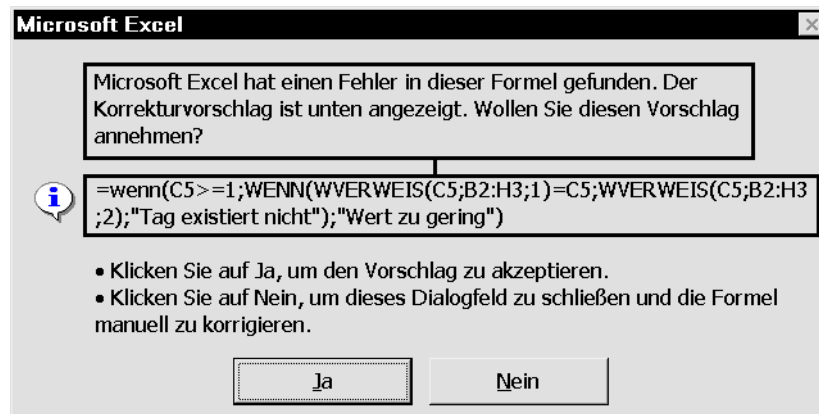 Microsoft Excel
Microsoft Excel hat einen Fehler in dieser Formel gefunden. Der
Korrekturvorschlag ist unten angezeigt. Wollen Sie diesen Vorschlag
annehmen?
=wenn(C5>=1;WENN(WVERWEIS(C5;B2:H3;1)=C5;WVERWEIS(C5;B2:H3
;2);"Tag existiert nicht");"Wert zu gering")
• Klicken Sie auf Ja, um den Vorschlag zu akzeptieren.
• Klicken Sie auf Nein, um dieses Dialogfeld zu schließen und die Formel
manuell zu korrigieren.
Ja Nein